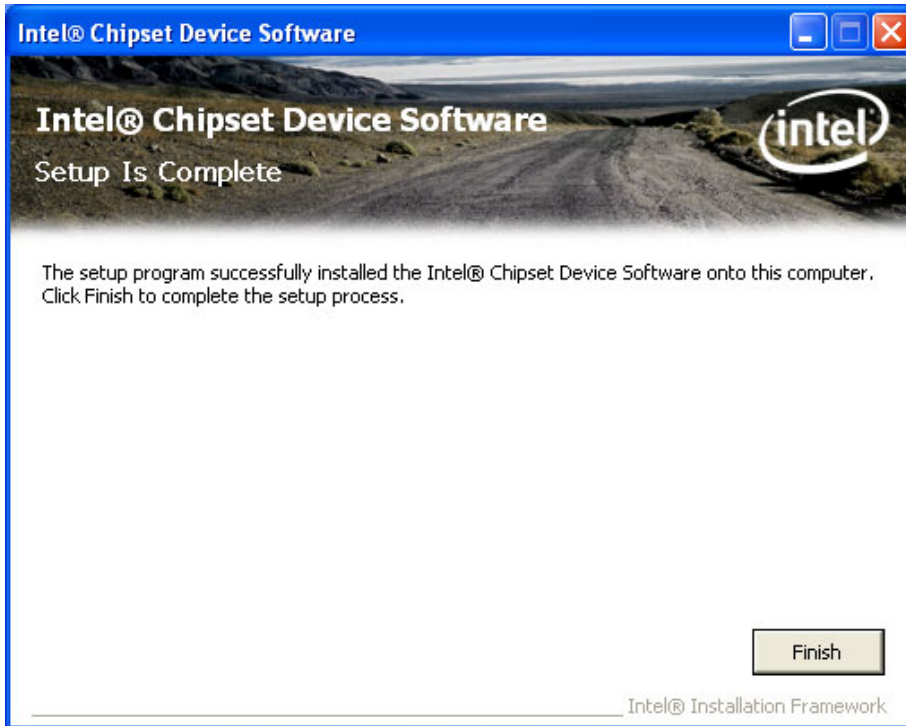 Intel® Chipset Device Software
Intel® Chipset Device Software
intel
Setup Is Complete
The setup program successfully installed the Intel® Chipset Device Software onto this computer.
Click Finish to complete the setup process.
Finish
Intel® Installation Framework